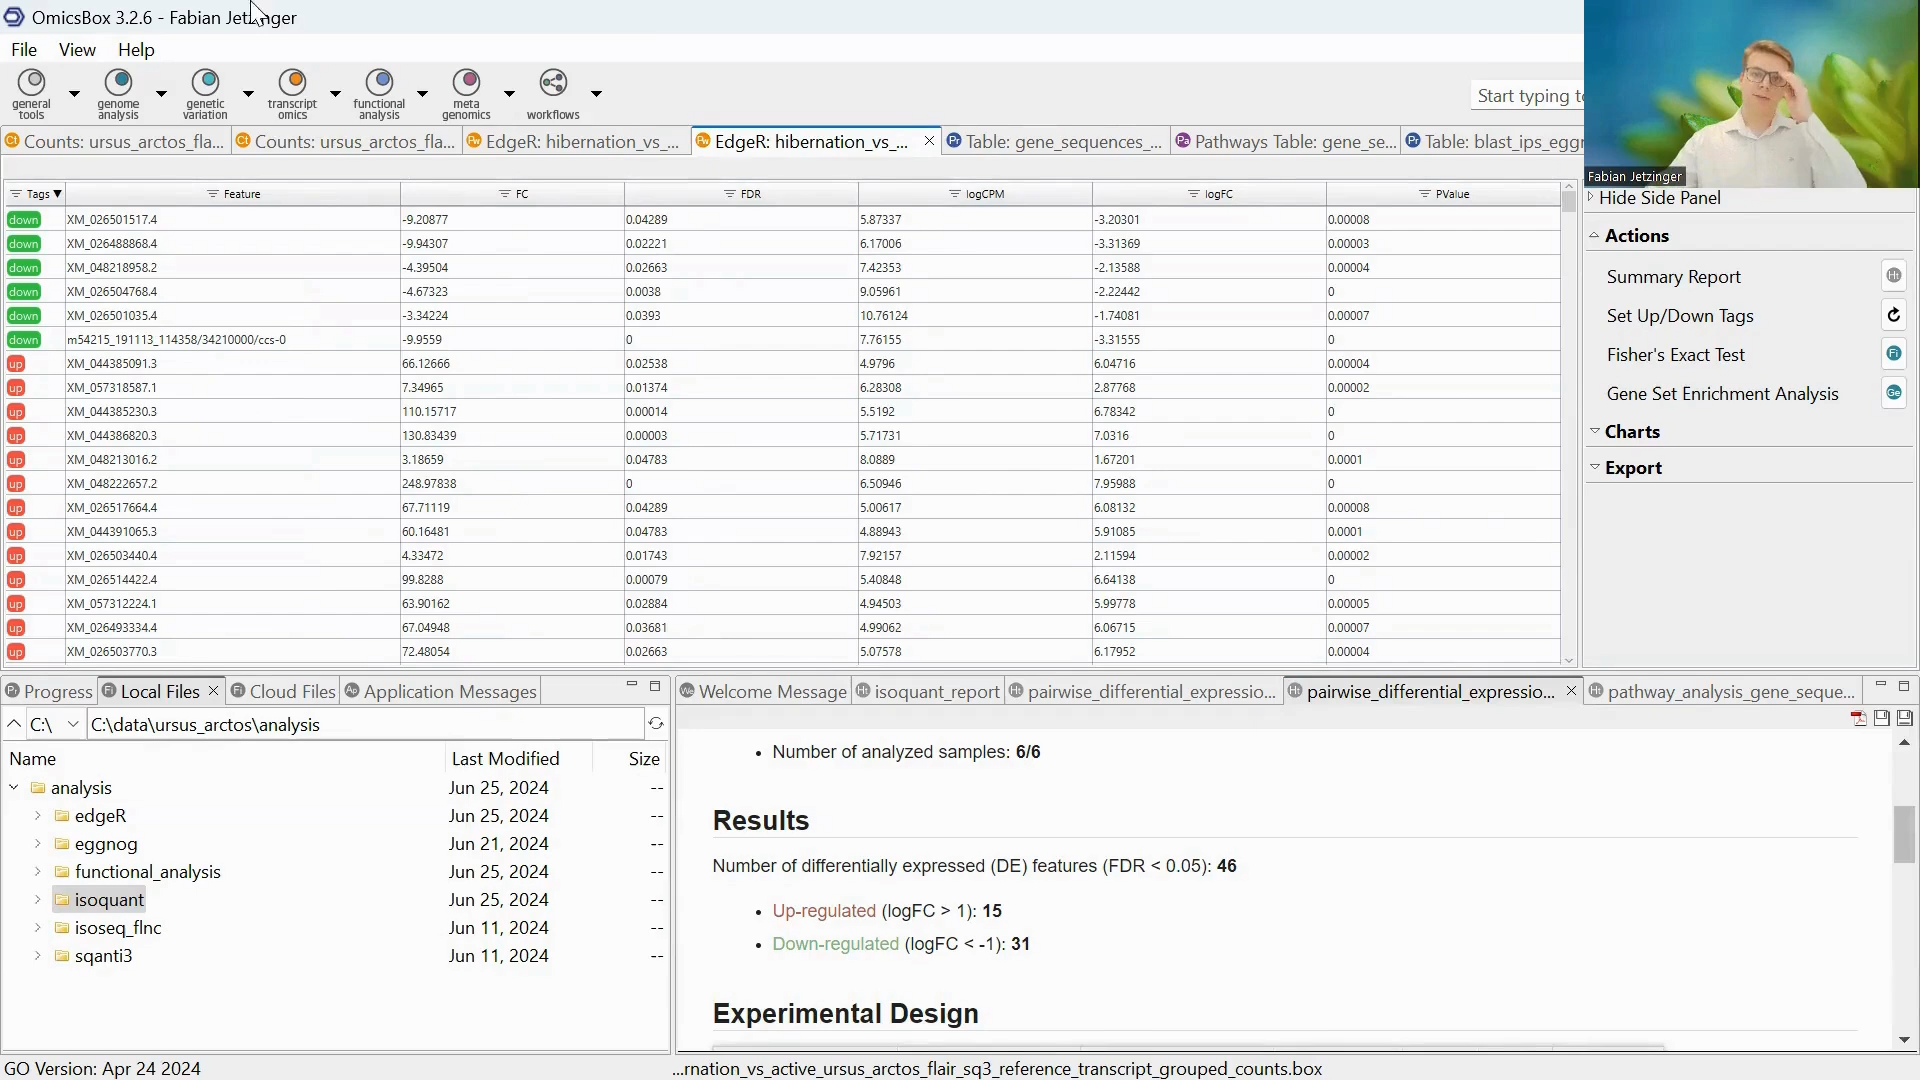 OmicsBox 3.2.6 - Fabian Jetzinger
File View Help
general tools
genome analysis
genetic variation
transcript omics
functional analysis
meta genomics
workflows
Start typing to
Counts: ursus_arctos_fla...
Counts: ursus_arctos_fla...
EdgeR: hibernation_vs_...
EdgeR: hibernation_vs_...
Table: gene_sequences_...
Pathways Table: gene_se...
Table: blast_ips_eggn
Fabian Jetzinger
Tags Feature FC FDR logCPM logFC PValue
down XM_026501517.4 -9.20877 0.04289 5.87337 -3.20301 0.00008
down XM_026488868.4 -9.94307 0.02221 6.17006 -3.31369 0.00003
down XM_048218958.2 -4.39504 0.02663 7.42353 -2.13588 0.00004
down XM_026504768.4 -4.67323 0.0038 9.05961 -2.22442 0
down XM_026501035.4 -3.34224 0.0393 10.76124 -1.74081 0.00007
down m54215_191113_114358/34210000/ccs-0 -9.9559 0 7.76155 -3.31555 0
up XM_044385091.3 66.12666 0.02538 4.9796 6.04716 0.00004
up XM_057318587.1 7.34965 0.01374 6.28308 2.87768 0.00002
up XM_044385230.3 110.15717 0.00014 5.5192 6.78342 0
up XM_044386820.3 130.83439 0.00003 5.71731 7.0316 0
up XM_048213016.2 3.18659 0.04783 8.0889 1.67201 0.0001
up XM_048222657.2 248.97838 0 6.50946 7.95988 0
up XM_026517664.4 67.71119 0.04289 5.00617 6.08132 0.00008
up XM_044391065.3 60.16481 0.04783 4.88943 5.91085 0.0001
up XM_026503440.4 4.33472 0.01743 7.92157 2.11594 0.00002
up XM_026514422.4 99.8288 0.00079 5.40848 6.64138 0
up XM_057312224.1 63.90162 0.02884 4.94503 5.99778 0.00005
up XM_026493334.4 67.04948 0.03681 4.99062 6.06715 0.00007
up XM_026503770.3 72.48054 0.02663 5.07578 6.17952 0.00004
Hide Side Panel
Actions
Summary Report
Set Up/Down Tags
Fisher's Exact Test
Gene Set Enrichment Analysis
Charts
Export
Progress Local Files Cloud Files Application Messages
C:\ C:\data\ursus_arctos\analysis
Name Last Modified Size
analysis Jun 25, 2024 --
edgeR Jun 25, 2024 --
eggnog Jun 21, 2024 --
functional_analysis Jun 25, 2024 --
isoquant Jun 25, 2024 --
isoseq_flnc Jun 11, 2024 --
sqanti3 Jun 11, 2024 --
Welcome Message isoquant_report pairwise_differential_expressio... pairwise_differential_expressio... pathway_analysis_gene_seque...
• Number of analyzed samples: 6/6
Results
Number of differentially expressed (DE) features (FDR < 0.05): 46
• Up-regulated (logFC > 1): 15
• Down-regulated (logFC < -1): 31
Experimental Design
GO Version: Apr 24 2024
...rnation_vs_active_ursus_arctos_flair_sq3_reference_transcript_grouped_counts.box